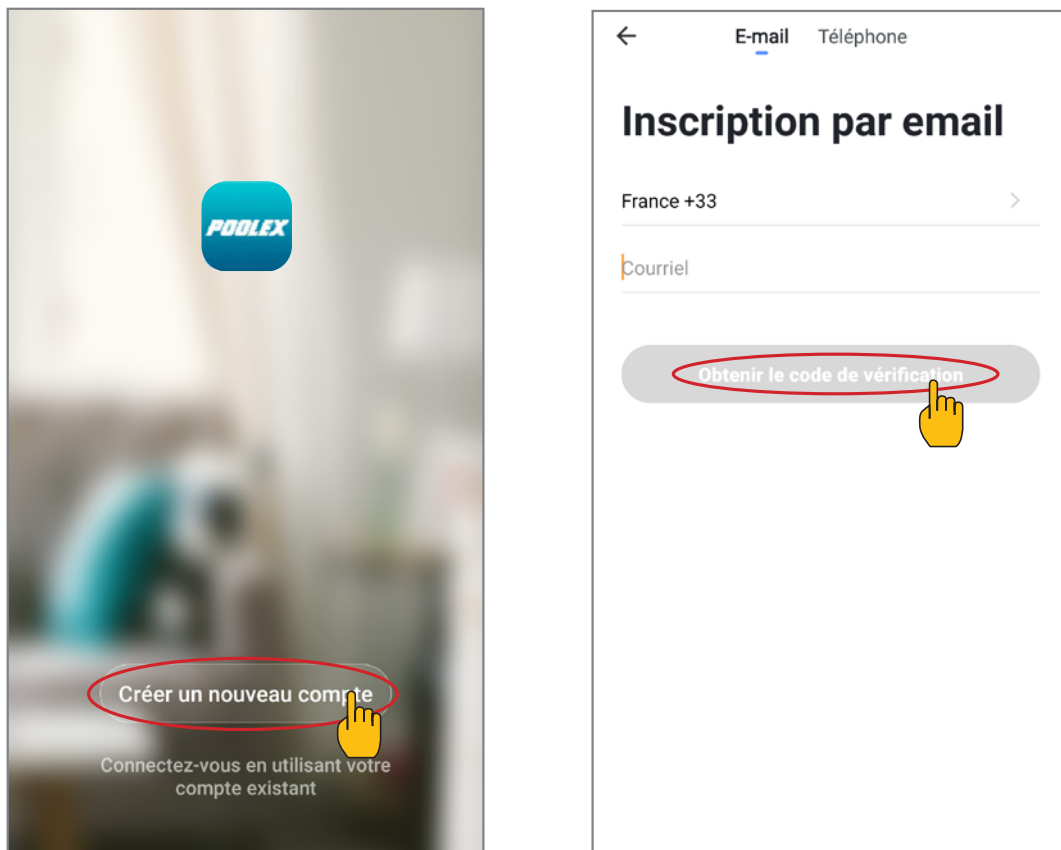 POOLEX
Créer un nouveau compte
Connectez-vous en utilisant votre
compte existant
E-mail Téléphone
Inscription par email
France +33
Courriel
Obtenir le code de vérification